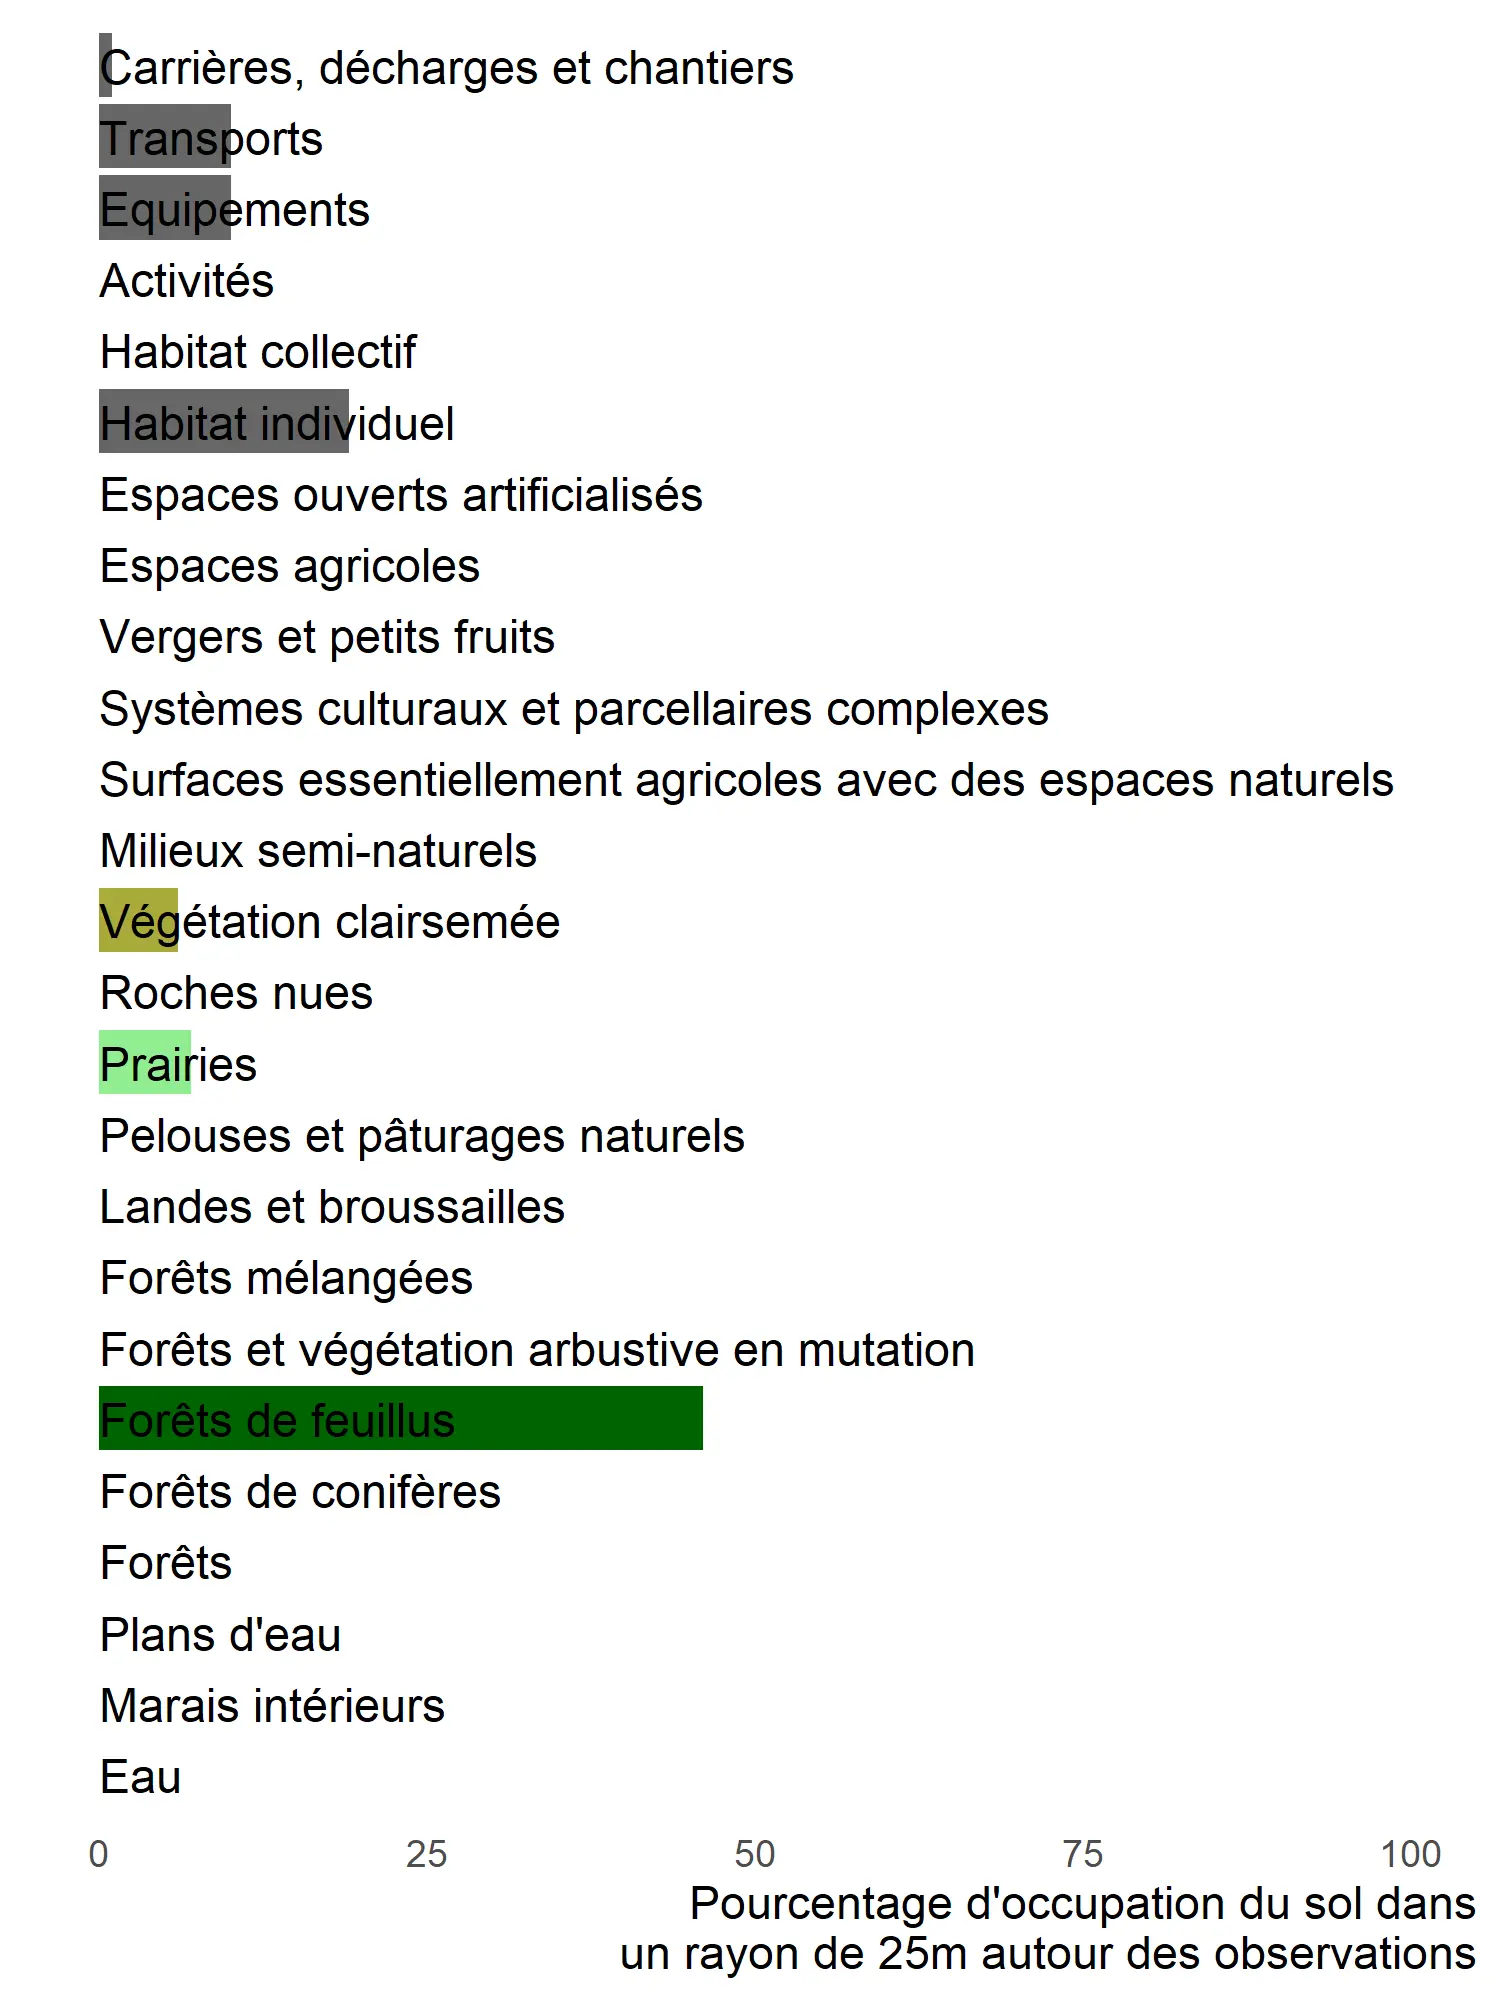 Carrières, décharges et chantiers
Transports
Equipements
Activités
Habitat collectif
Habitat individuel
Espaces ouverts artificialisés
Espaces agricoles
Vergers et petits fruits
Systèmes culturaux et parcellaires complexes
Surfaces essentiellement agricoles avec des espaces naturels
Milieux semi-naturels
Végétation clairsemée
Roches nues
Prairies
Pelouses et pâturages naturels
Landes et broussailles
Forêts mélangées
Forêts et végétation arbustive en mutation
Forêts de feuillus
Forêts de conifères
Forêts
Plans d'eau
Marais intérieurs
Eau
0 25 50 75 100
Pourcentage d'occupation du sol dans
un rayon de 25m autour des observations